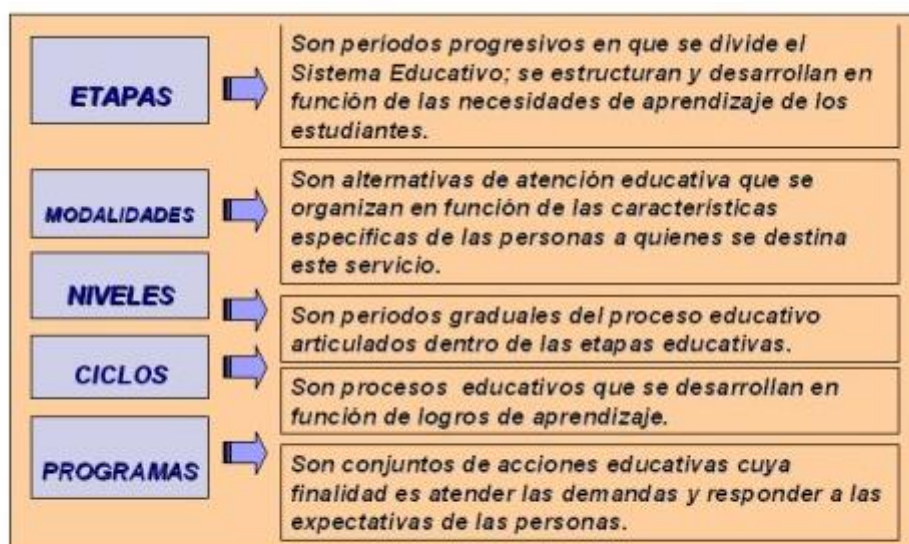 ETAPAS
Son períodos progresivos en que se divide el
Sistema Educativo; se estructuran y desarrollan en
función de las necesidades de aprendizaje de los
estudiantes.
MODALIDADES
Son alternativas de atención educativa que se
organizan en función de las características
específicas de las personas a quienes se destina
este servicio.
NIVELES
Son periodos graduales del proceso educativo
articulados dentro de las etapas educativas.
CICLOS
Son procesos educativos que se desarrollan en
función de logros de aprendizaje.
PROGRAMAS
Son conjuntos de acciones educativas cuya
finalidad es atender las demandas y responder a las
expectativas de las personas.